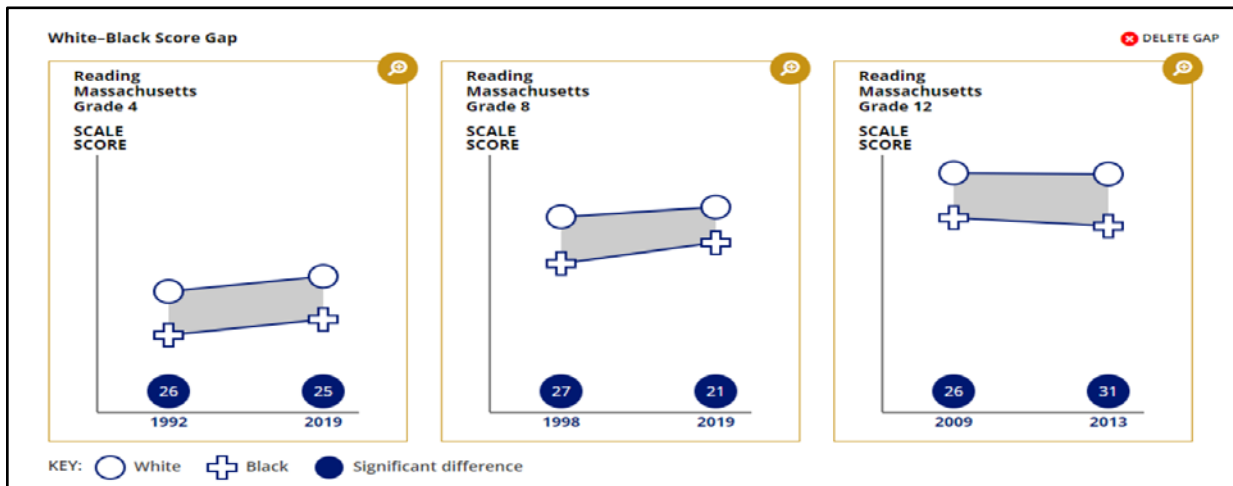 White–Black Score Gap
DELETE GAP
Reading
Massachusetts
Grade 4
SCALE
SCORE
26
25
1992
2019
Reading
Massachusetts
Grade 8
SCALE
SCORE
27
21
1998
2019
Reading
Massachusetts
Grade 12
SCALE
SCORE
26
31
2009
2013
KEY: White Black Significant difference